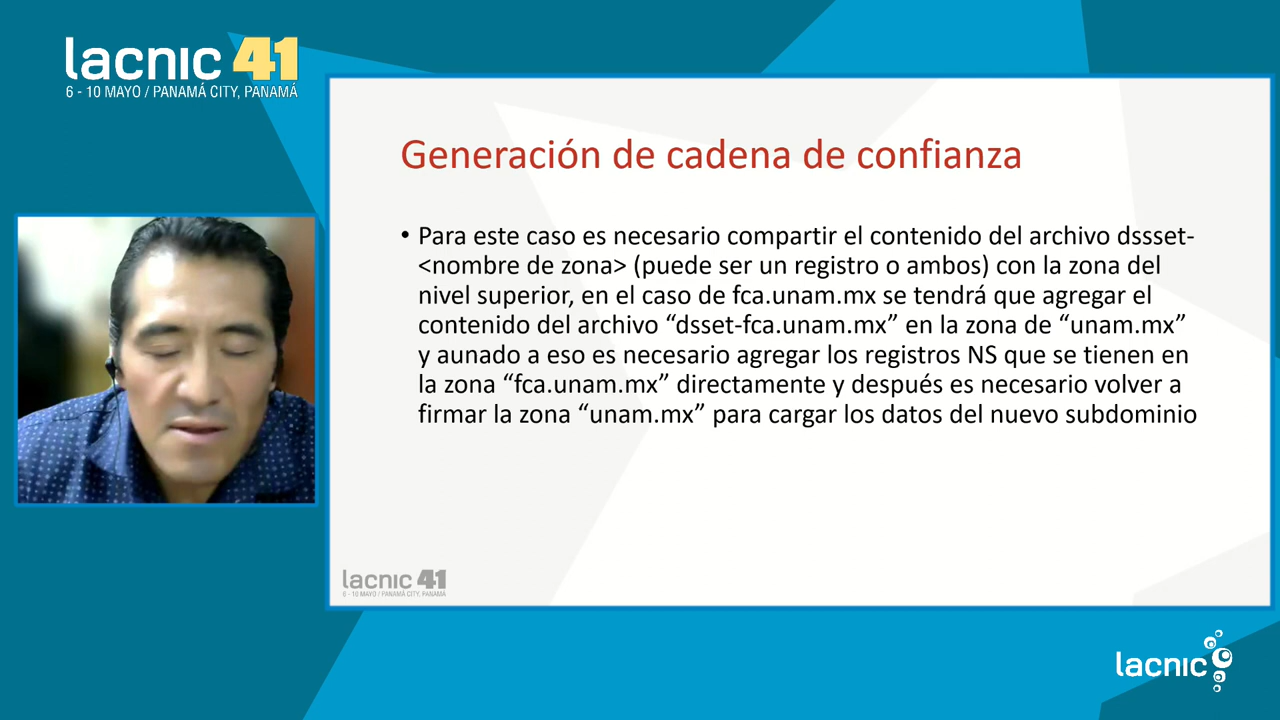 lacnic 41
6 - 10 MAYO / PANAMÁ CITY, PANAMÁ
Generación de cadena de confianza
• Para este caso es necesario compartir el contenido del archivo dssset-
<nombre de zona> (puede ser un registro o ambos) con la zona del
nivel superior, en el caso de fca.unam.mx se tendrá que agregar el
contenido del archivo “dsset-fca.unam.mx” en la zona de “unam.mx”
y aunado a eso es necesario agregar los registros NS que se tienen en
la zona “fca.unam.mx” directamente y después es necesario volver a
firmar la zona “unam.mx” para cargar los datos del nuevo subdominio
lacnic 41
6 - 10 MAYO / PANAMÁ CITY, PANAMÁ
lacnic